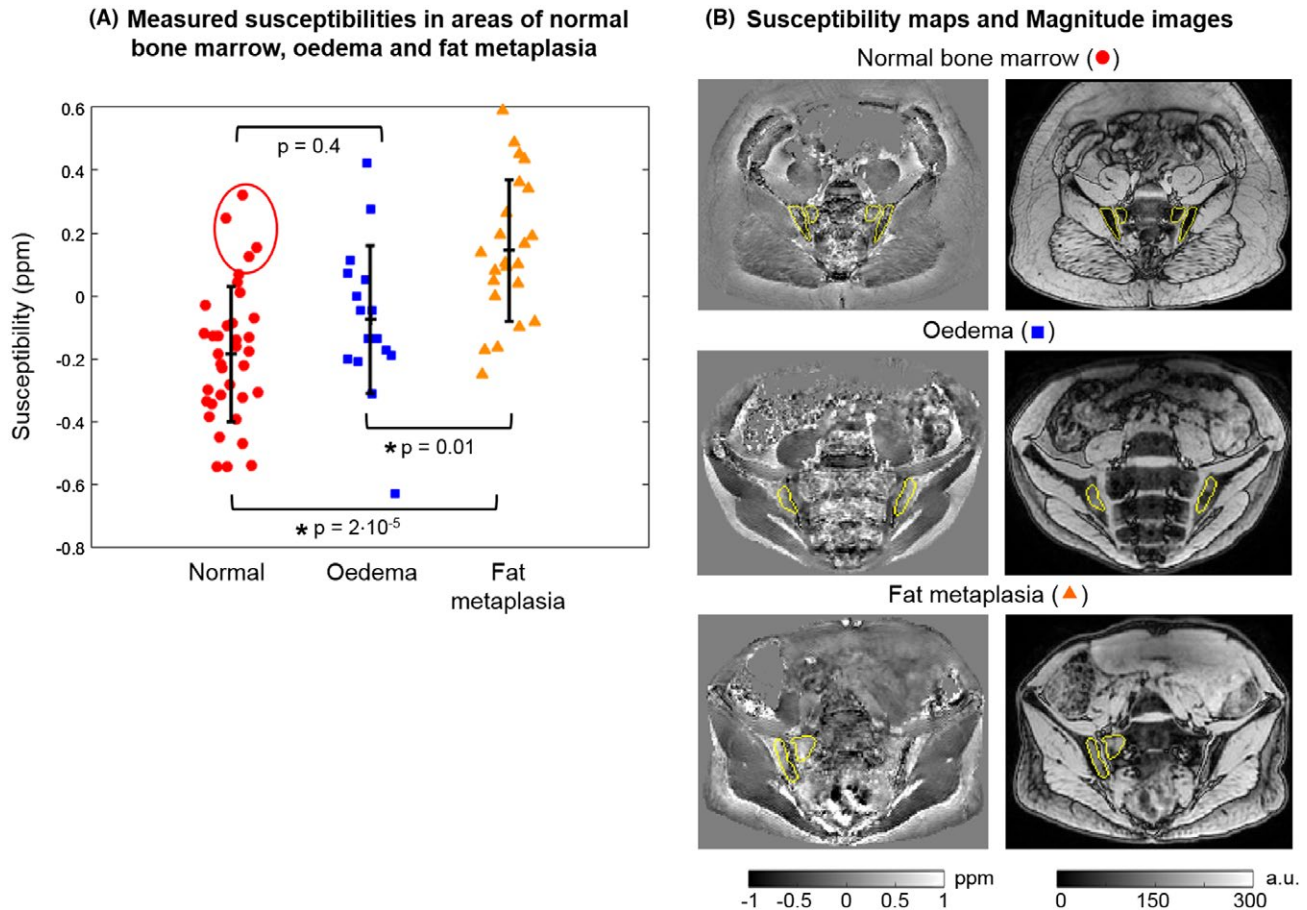 (A) Measured susceptibilities in areas of normal
bone marrow, oedema and fat metaplasia
Susceptibility (ppm)
0.6
0.4
0.2
0
-0.2
-0.4
-0.6
-0.8
p = 0.4
* p = 0.01
* p = 2·10-5
Normal
Oedema
Fat
metaplasia
(B) Susceptibility maps and Magnitude images
Normal bone marrow (●)
Oedema (■)
Fat metaplasia (▲)
ppm
-1 -0.5 0 0.5 1
a.u.
0 150 300